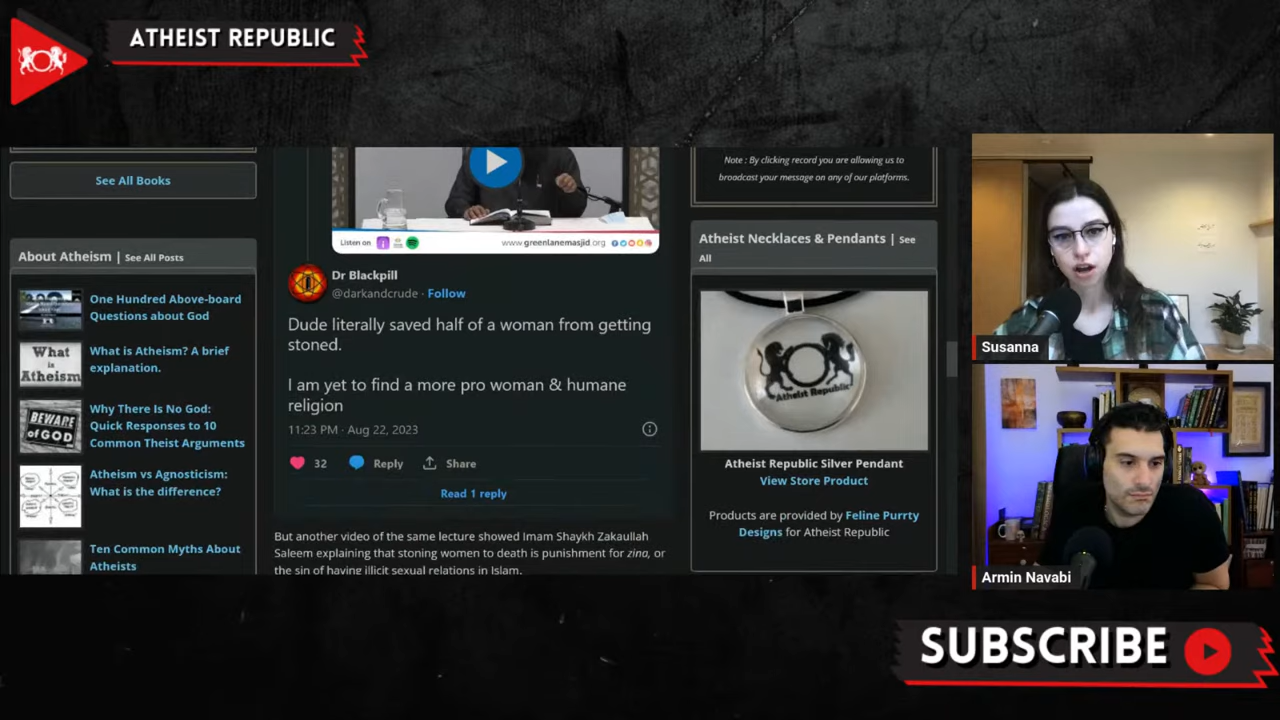 ATHEIST REPUBLIC
See All Books
About Atheism | See All Posts
One Hundred Above-board
Questions about God
What
is
Atheism
What is Atheism? A brief
explanation.
BEWARE
of GOD
Why There Is No God:
Quick Responses to 10
Common Theist Arguments
Atheism vs Agnosticism:
What is the difference?
Ten Common Myths About
Atheists
Listen on
www.greenlanemasjid.org
Dr Blackpill
@darkandcrude · Follow
Dude literally saved half of a woman from getting
stoned.
I am yet to find a more pro woman & humane
religion
11:23 PM · Aug 22, 2023
32 Reply Share
Read 1 reply
But another video of the same lecture showed Imam Shaykh Zakaullah
Saleem explaining that stoning women to death is punishment for zina, or
the sin of having illicit sexual relations in Islam.
Note : By clicking record you are allowing us to
broadcast your message on any of our platforms.
Atheist Necklaces & Pendants | See
All
Atheist Republic
Atheist Republic Silver Pendant
View Store Product
Products are provided by Feline Purrty
Designs for Atheist Republic
Susanna
Armin Navabi
SUBSCRIBE